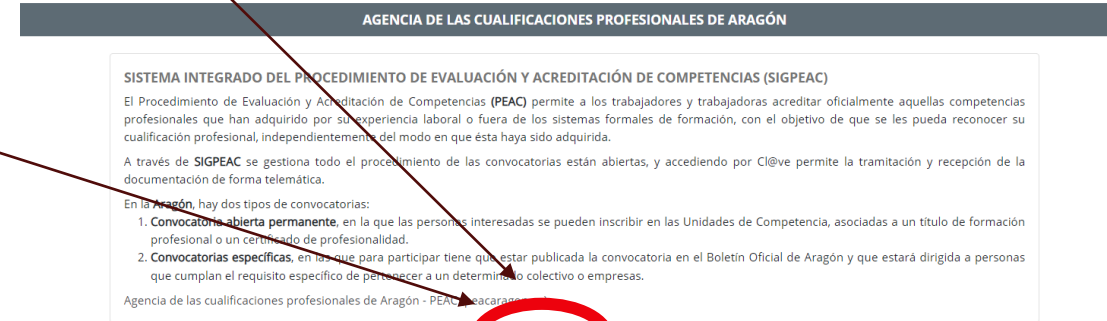 AGENCIA DE LAS CUALIFICACIONES PROFESIONALES DE ARAGÓN
SISTEMA INTEGRADO DEL PROCEDIMIENTO DE EVALUACIÓN Y ACREDITACIÓN DE COMPETENCIAS (SIGPEAC)
El Procedimiento de Evaluación y Acreditación de Competencias (PEAC) permite a los trabajadores y trabajadoras acreditar oficialmente aquellas competencias
profesionales que han adquirido por su experiencia laboral o fuera de los sistemas formales de formación, con el objetivo de que se les pueda reconocer su
cualificación profesional, independientemente del modo en que ésta haya sido adquirida.
A través de SIGPEAC se gestiona todo el procedimiento de las convocatorias están abiertas, y accediendo por Cl@ve permite la tramitación y recepción de la
documentación de forma telemática.
En la Aragón, hay dos tipos de convocatorias:
1. Convocatoria abierta permanente, en la que las personas interesadas se pueden inscribir en las Unidades de Competencia, asociadas a un título de formación
profesional o un certificado de profesionalidad.
2. Convocatorias específicas, en las que para participar tiene que estar publicada la convocatoria en el Boletín Oficial de Aragón y que estará dirigida a personas
que cumplan el requisito específico de pertenecer a un determinado colectivo o empresas.
Agencia de las cualificaciones profesionales de Aragón - PEAC